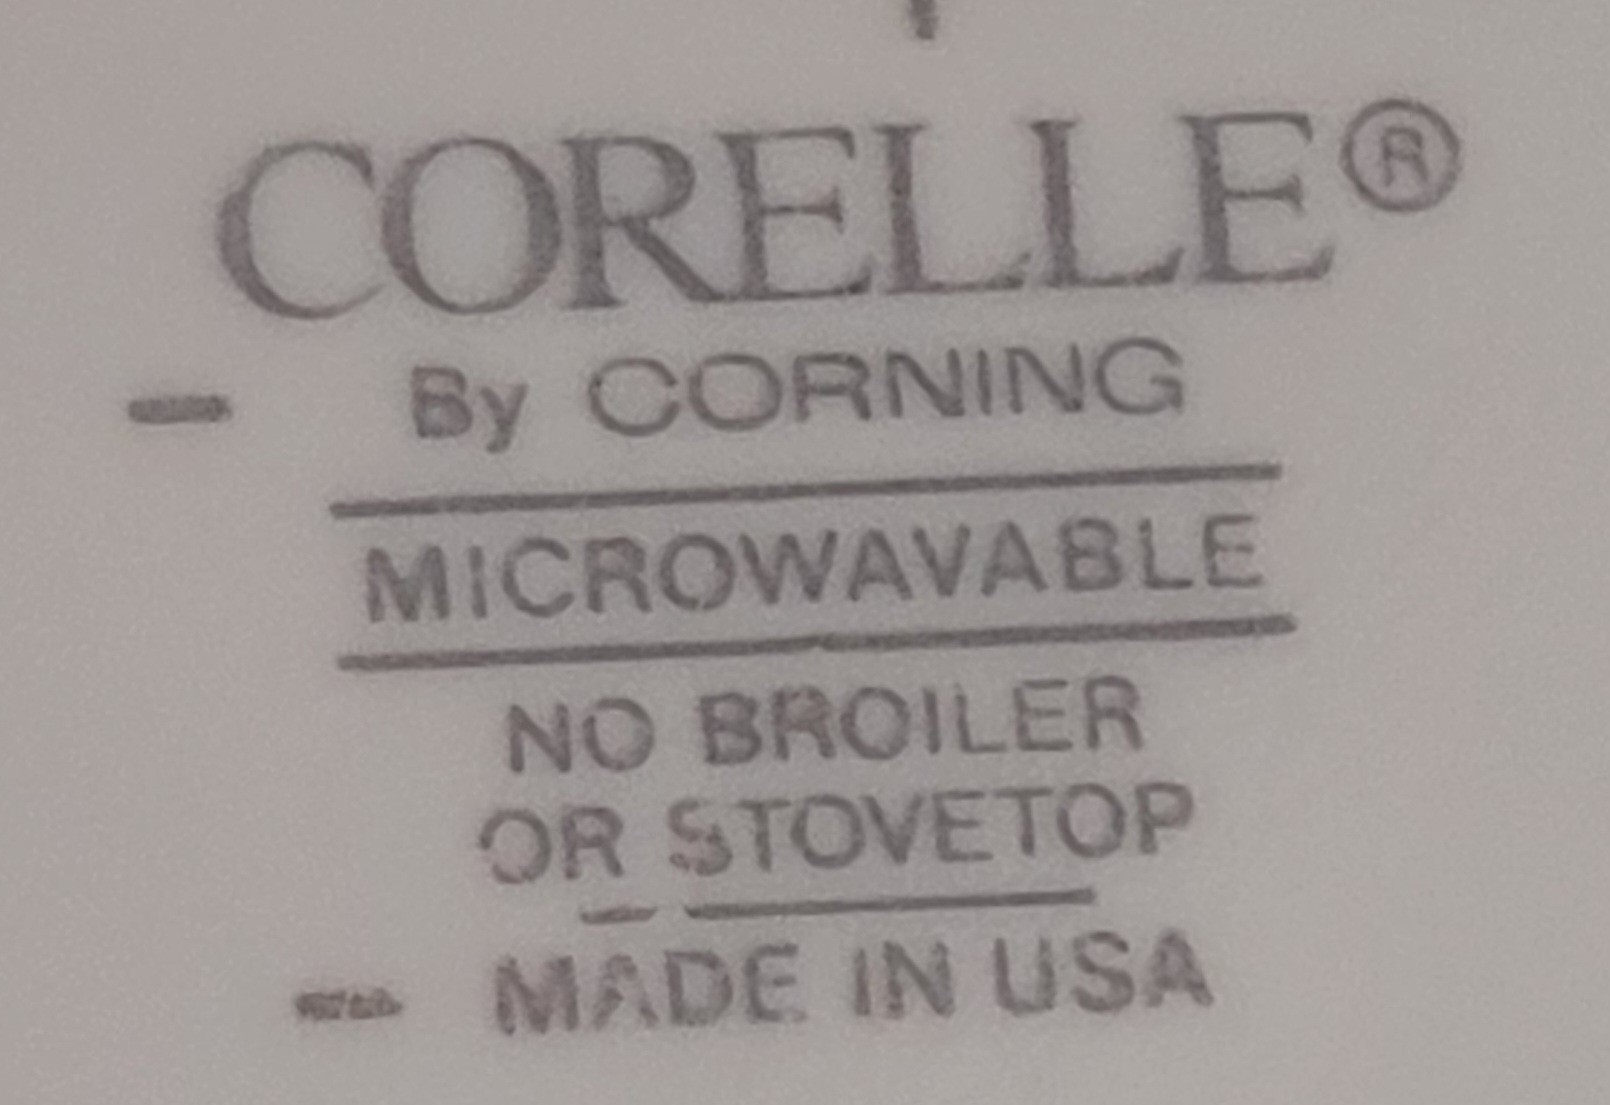 CORELLE®
By CORNING
MICROWAVABLE
NO BROILER
OR STOVETOP
MADE IN USA